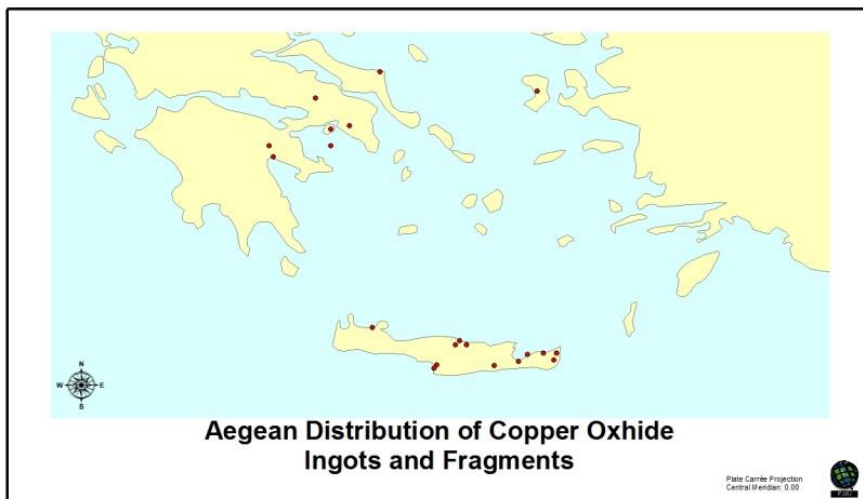 N
W E
S
Aegean Distribution of Copper Oxhide
Ingots and Fragments
Plate Carrée Projection
Central Meridian: 0.00